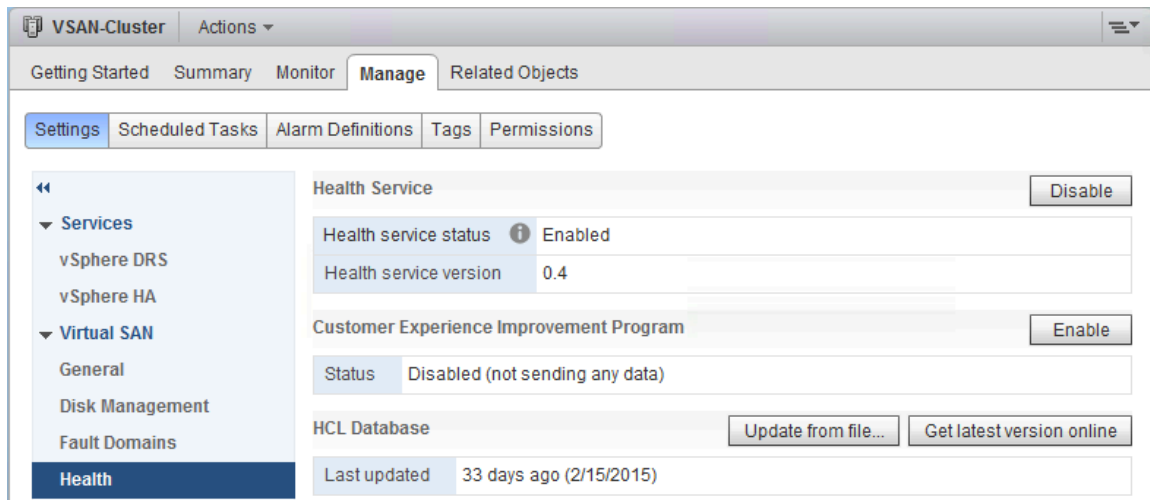 VSAN-Cluster Actions
Getting Started Summary Monitor Manage Related Objects
Settings Scheduled Tasks Alarm Definitions Tags Permissions
Health Service Disable
Services
Health service status Enabled
vSphere DRS
Health service version 0.4
vSphere HA
Virtual SAN
Customer Experience Improvement Program Enable
General
Status Disabled (not sending any data)
Disk Management
HCL Database Update from file... Get latest version online
Fault Domains
Health
Last updated 33 days ago (2/15/2015)